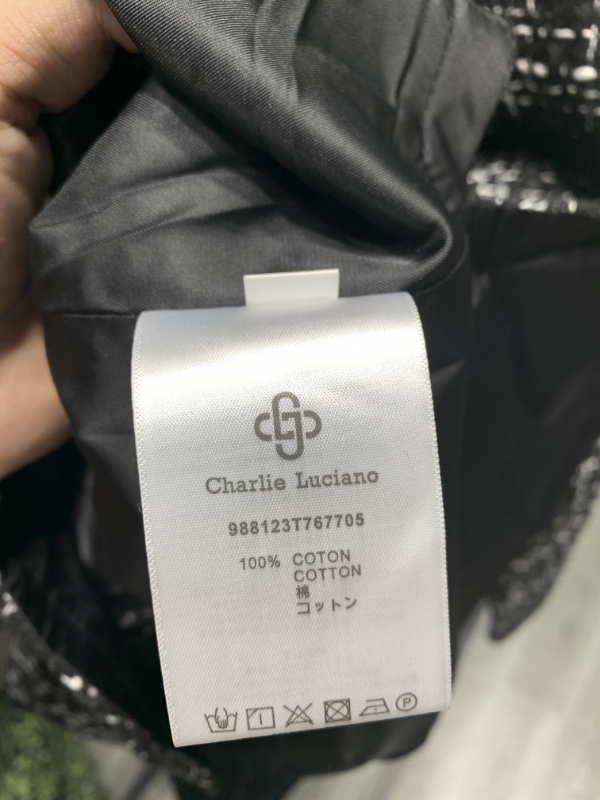 Charlie Luciano
988123T767705
100% COTON
COTTON
棉
コットン
P